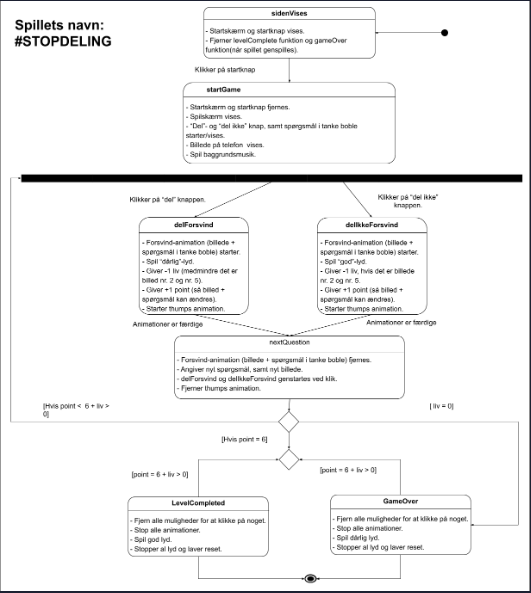 Spillets navn:
#STOPDELING
sidenVises
- Startskærm og startknap vises.
- Fjerner levelComplete funktion og gameOver
funktion(når spillet genspilles).
Klikker på startknap
startGame
- Startskærm og startknap fjernes.
- Spilskærm vises.
- "Del"- og "del ikke" knap, samt spørgsmål i tanke boble
starter/vises.
- Billede på telefon vises.
- Spil baggrundsmusik.
Klikker på "del" knappen.
Klikker på "del ikke"
knappen.
delForsvind
- Forsvind-animation (billede +
spørgsmål i tanke boble) starter.
- Spil "dårlig"-lyd.
- Giver -1 liv (medmindre det er
billed nr. 2 og nr. 5).
- Giver +1 point (så billed +
spørgsmål kan ændres).
- Starter thumps animation.
delIkkeForsvind
- Forsvind-animation (billede +
spørgsmål i tanke boble) starter.
- Spil "god"-lyd.
- Giver -1 liv, hvis det er billede
nr. 2 og nr. 5.
- Giver +1 point (så billed +
spørgsmål kan ændres).
- Starter thumps animation.
Animationer er færdige
Animationer er færdige
nextQuestion
- Forsvind-animation (billede + spørgsmål i tanke boble) fjernes.
- Angiver nyt spørgsmål, samt nyt billede.
- delForsvind og delIkkeForsvind genstartes ved klik.
- Fjerner thumps animation.
[Hvis point < 6 + liv >
0]
[ liv = 0]
[Hvis point = 6]
[point = 6 + liv > 0]
[point = 6 + liv > 0]
LevelCompleted
- Fjern alle muligheder for at klikke på noget.
- Stop alle animationer.
- Spil god lyd.
- Stopper al lyd og laver reset.
GameOver
- Fjern alle muligheder for at klikke på noget.
- Stop alle animationer.
- Spil dårlig lyd.
- Stopper al lyd og laver reset.